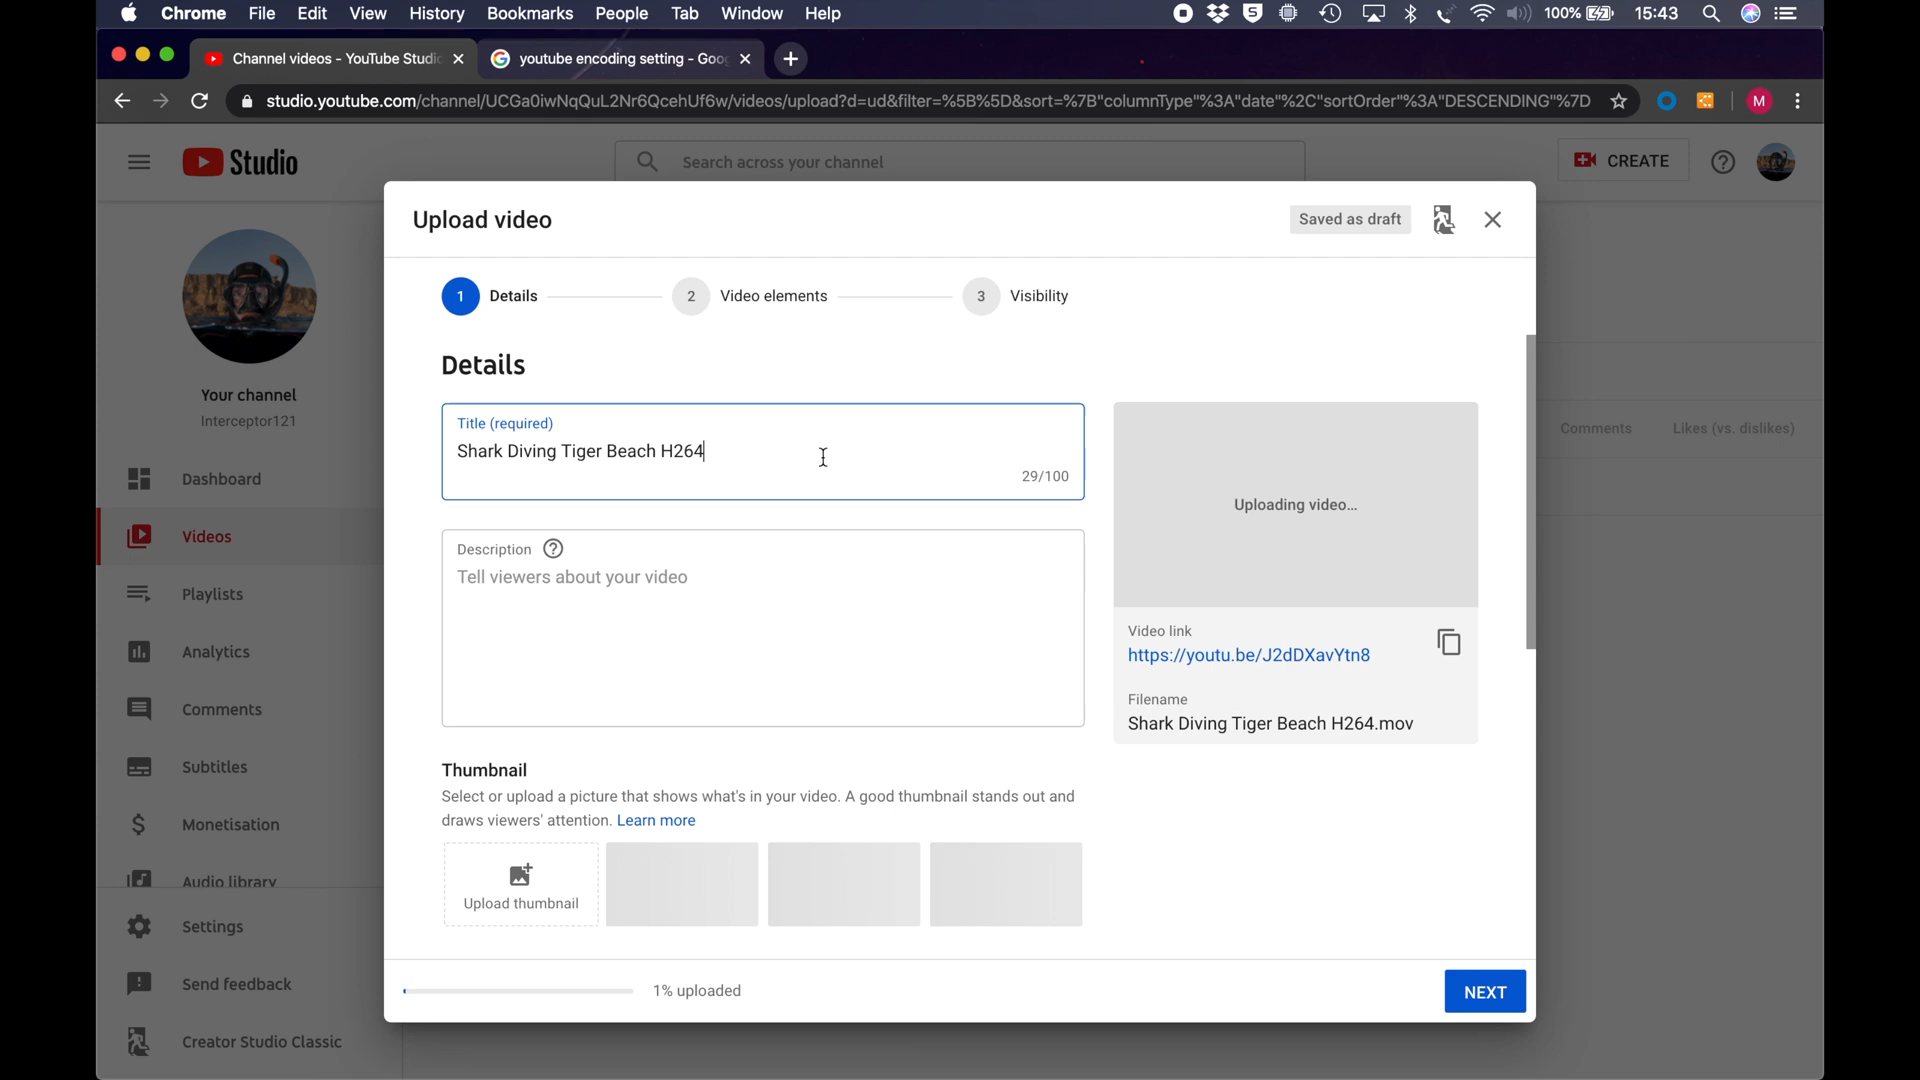 Chrome File Edit View History Bookmarks People Tab Window Help 100% 15:43
Channel videos - YouTube Studi
youtube encoding setting - Goo
studio.youtube.com/channel/UCGa0iwNqQuL2Nr6QcehUf6w/videos/upload?d=ud&filter=%5B%5D&sort=%7B"columnType"%3A"date"%2C"sortOrder"%3A"DESCENDING"%7D
M
Studio
Search across your channel
CREATE
Upload video
Saved as draft
1 Details
2 Video elements
3 Visibility
Your channel
Interceptor121
Dashboard
Videos
Playlists
Analytics
Comments
Subtitles
Monetisation
Audio library
Settings
Send feedback
Creator Studio Classic
Details
Title (required)
Shark Diving Tiger Beach H264
29/100
Description
Tell viewers about your video
Thumbnail
Select or upload a picture that shows what's in your video. A good thumbnail stands out and
draws viewers' attention. Learn more
Upload thumbnail
Uploading video...
Video link
https://youtu.be/J2dDXavYtn8
Filename
Shark Diving Tiger Beach H264.mov
Comments
Likes (vs. dislikes)
1% uploaded
NEXT